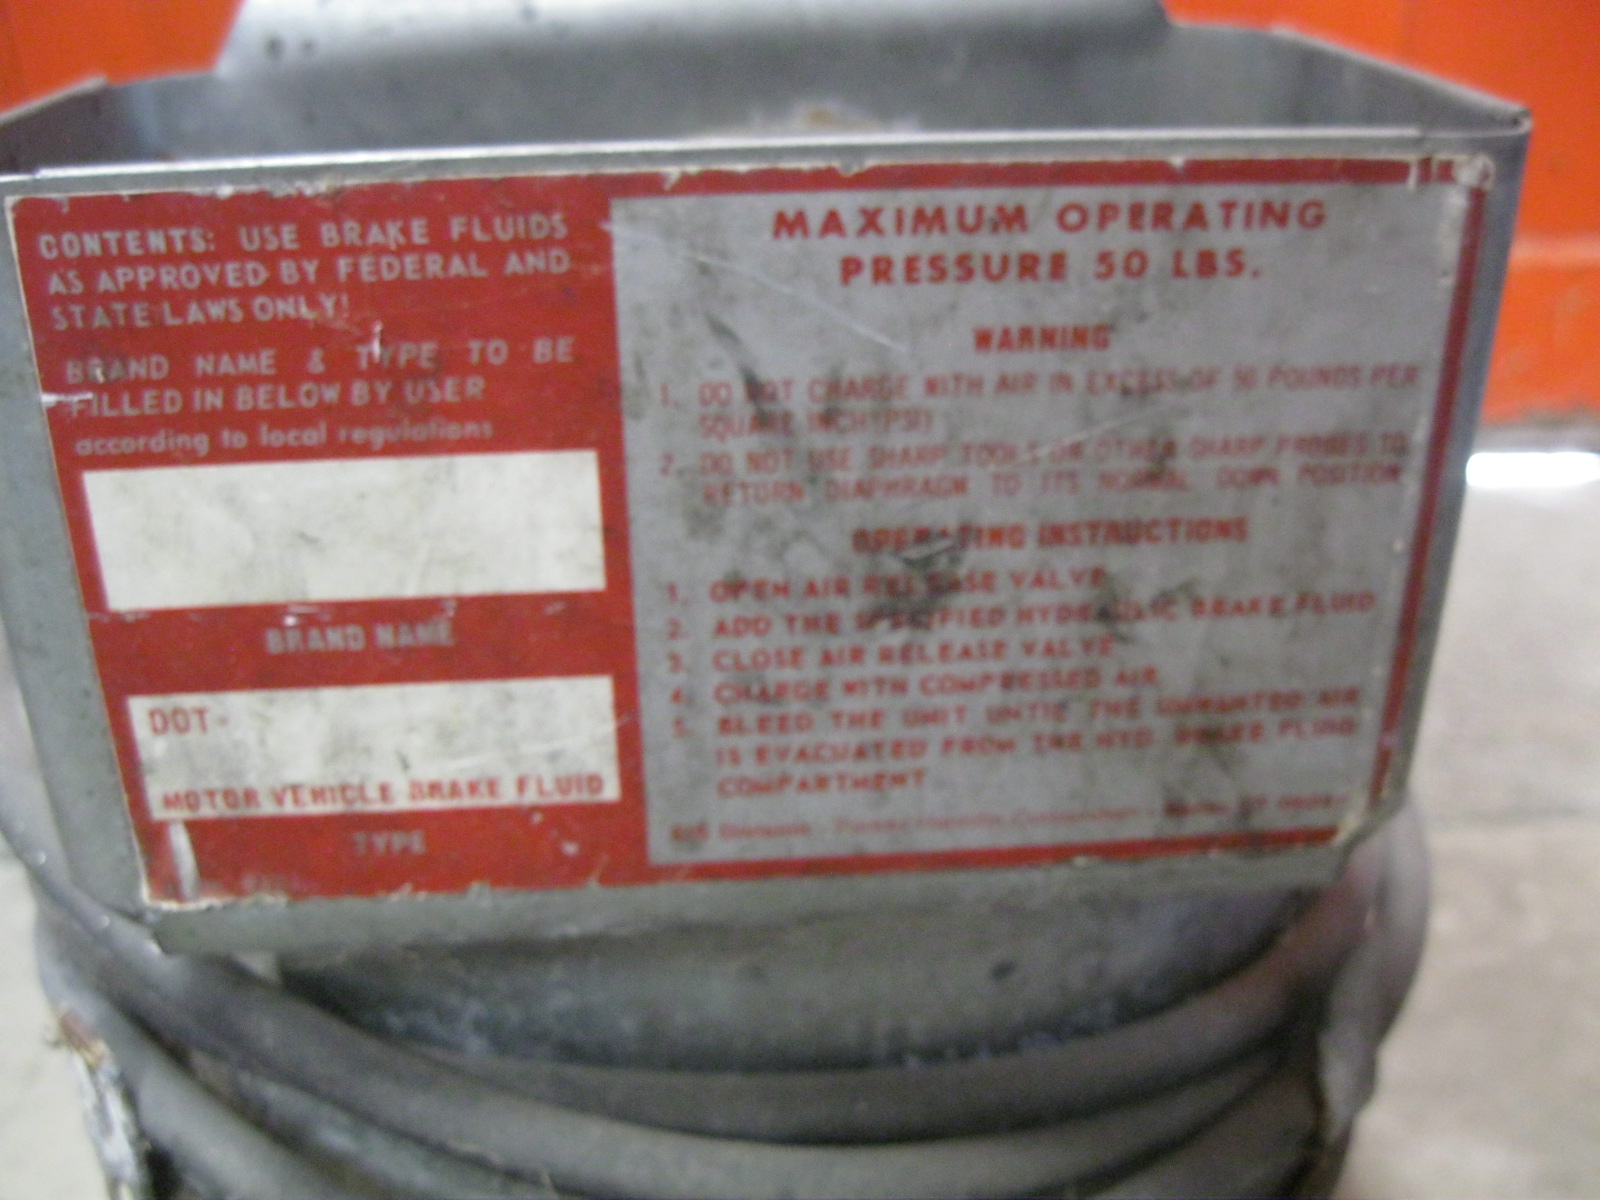 CONTENTS: USE BRAKE FLUIDS
AS APPROVED BY FEDERAL AND
STATE LAWS ONLY!
BRAND NAME & TYPE TO BE
FILLED IN BELOW BY USER
according to local regulations
BRAND NAME
DOT-
MOTOR VEHICLE BRAKE FLUID
TYPE
MAXIMUM OPERATING
PRESSURE 50 LBS.
WARNING
1. DO NOT CHARGE WITH AIR IN EXCESS OF 50 POUNDS PER
SQUARE INCH (PSI)
2. DO NOT USE SHARP TOOLS OR OTHER SHARP PROBES TO
RETURN DIAPHRAGM TO ITS NORMAL DOWN POSITION
OPERATING INSTRUCTIONS
1. OPEN AIR RELEASE VALVE
2. ADD THE SPECIFIED HYDRAULIC BRAKE FLUID
3. CLOSE AIR RELEASE VALVE
4. CHARGE WITH COMPRESSED AIR
5. BLEED THE UNIT UNTIL THE UNWANTED AIR
IS EVACUATED FROM THE HYD. BRAKE FLUID
COMPARTMENT
Division